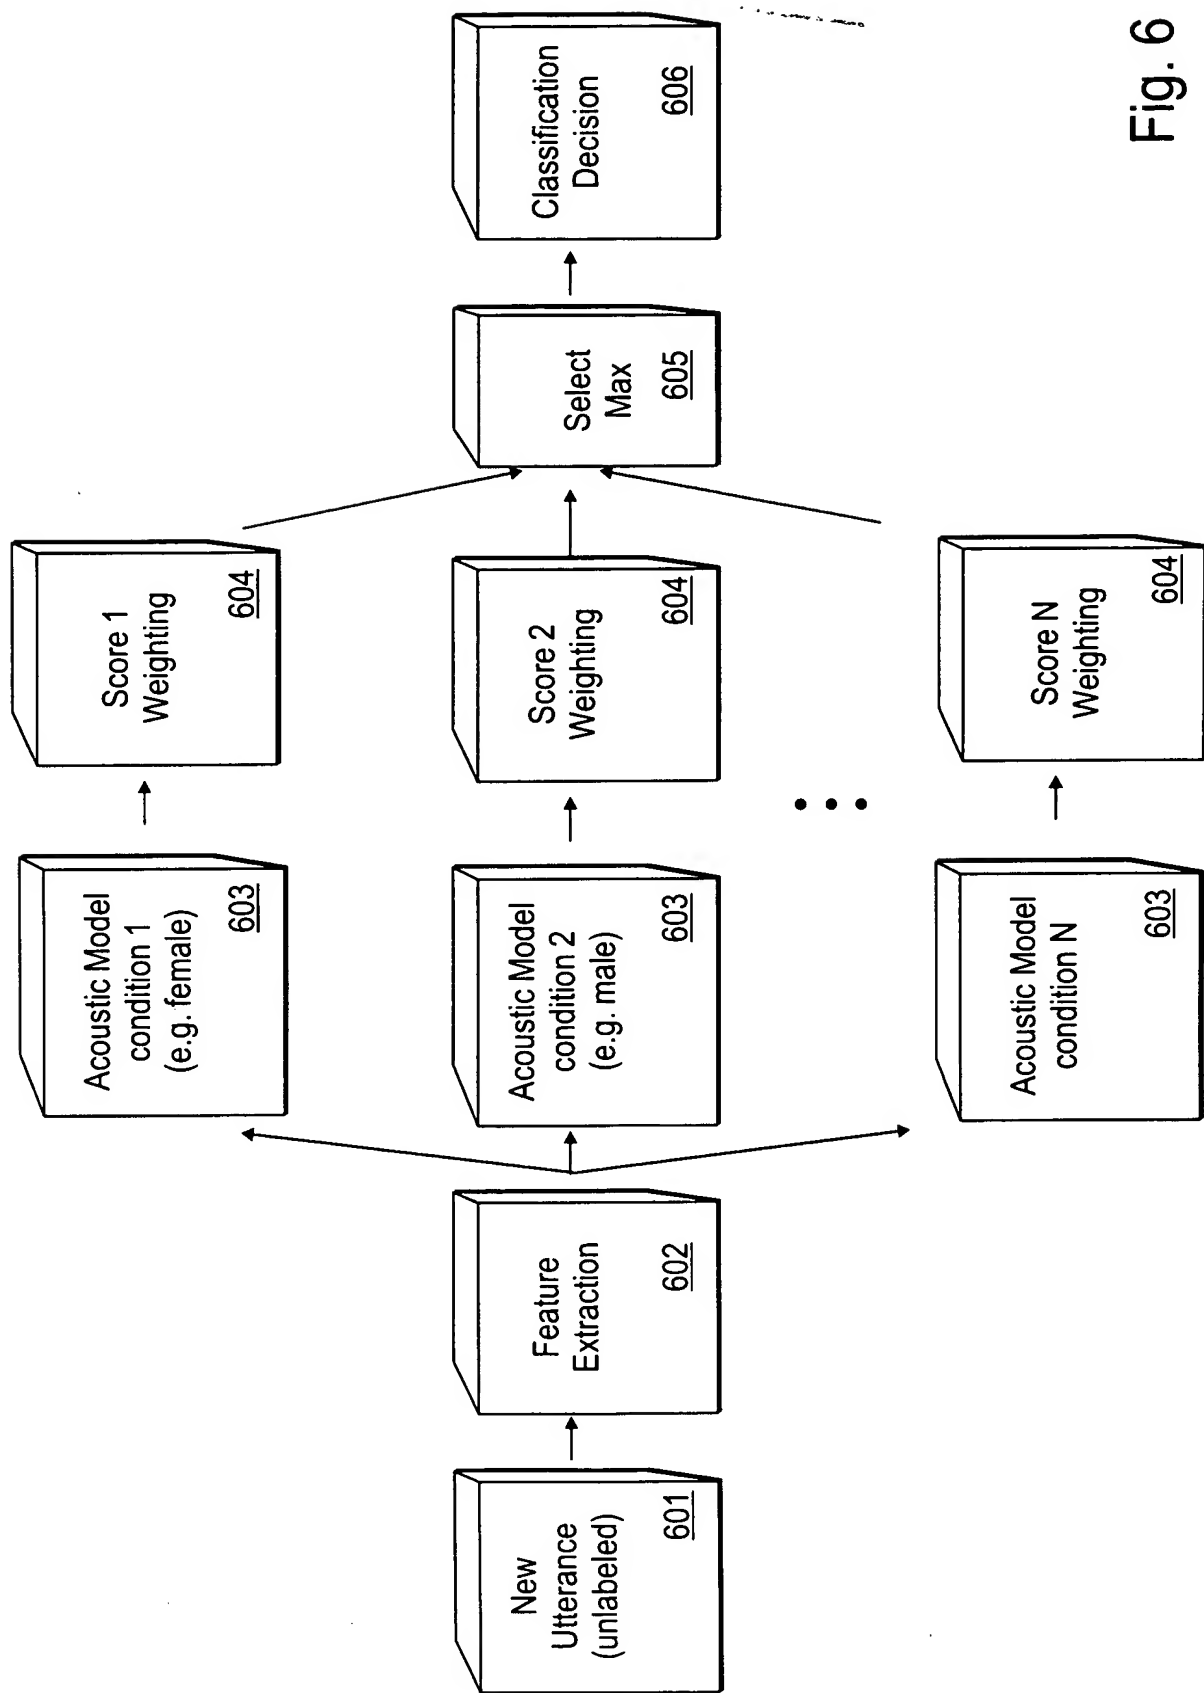 New
Utterance
(unlabeled)
601
Feature
Extraction
602
Acoustic Model
condition 1
(e.g. female)
603
Score 1
Weighting
604
Acoustic Model
condition 2
(e.g. male)
603
Score 2
Weighting
604
Acoustic Model
condition N
603
Score N
Weighting
604
Select
Max
605
Classification
Decision
606
Fig. 6